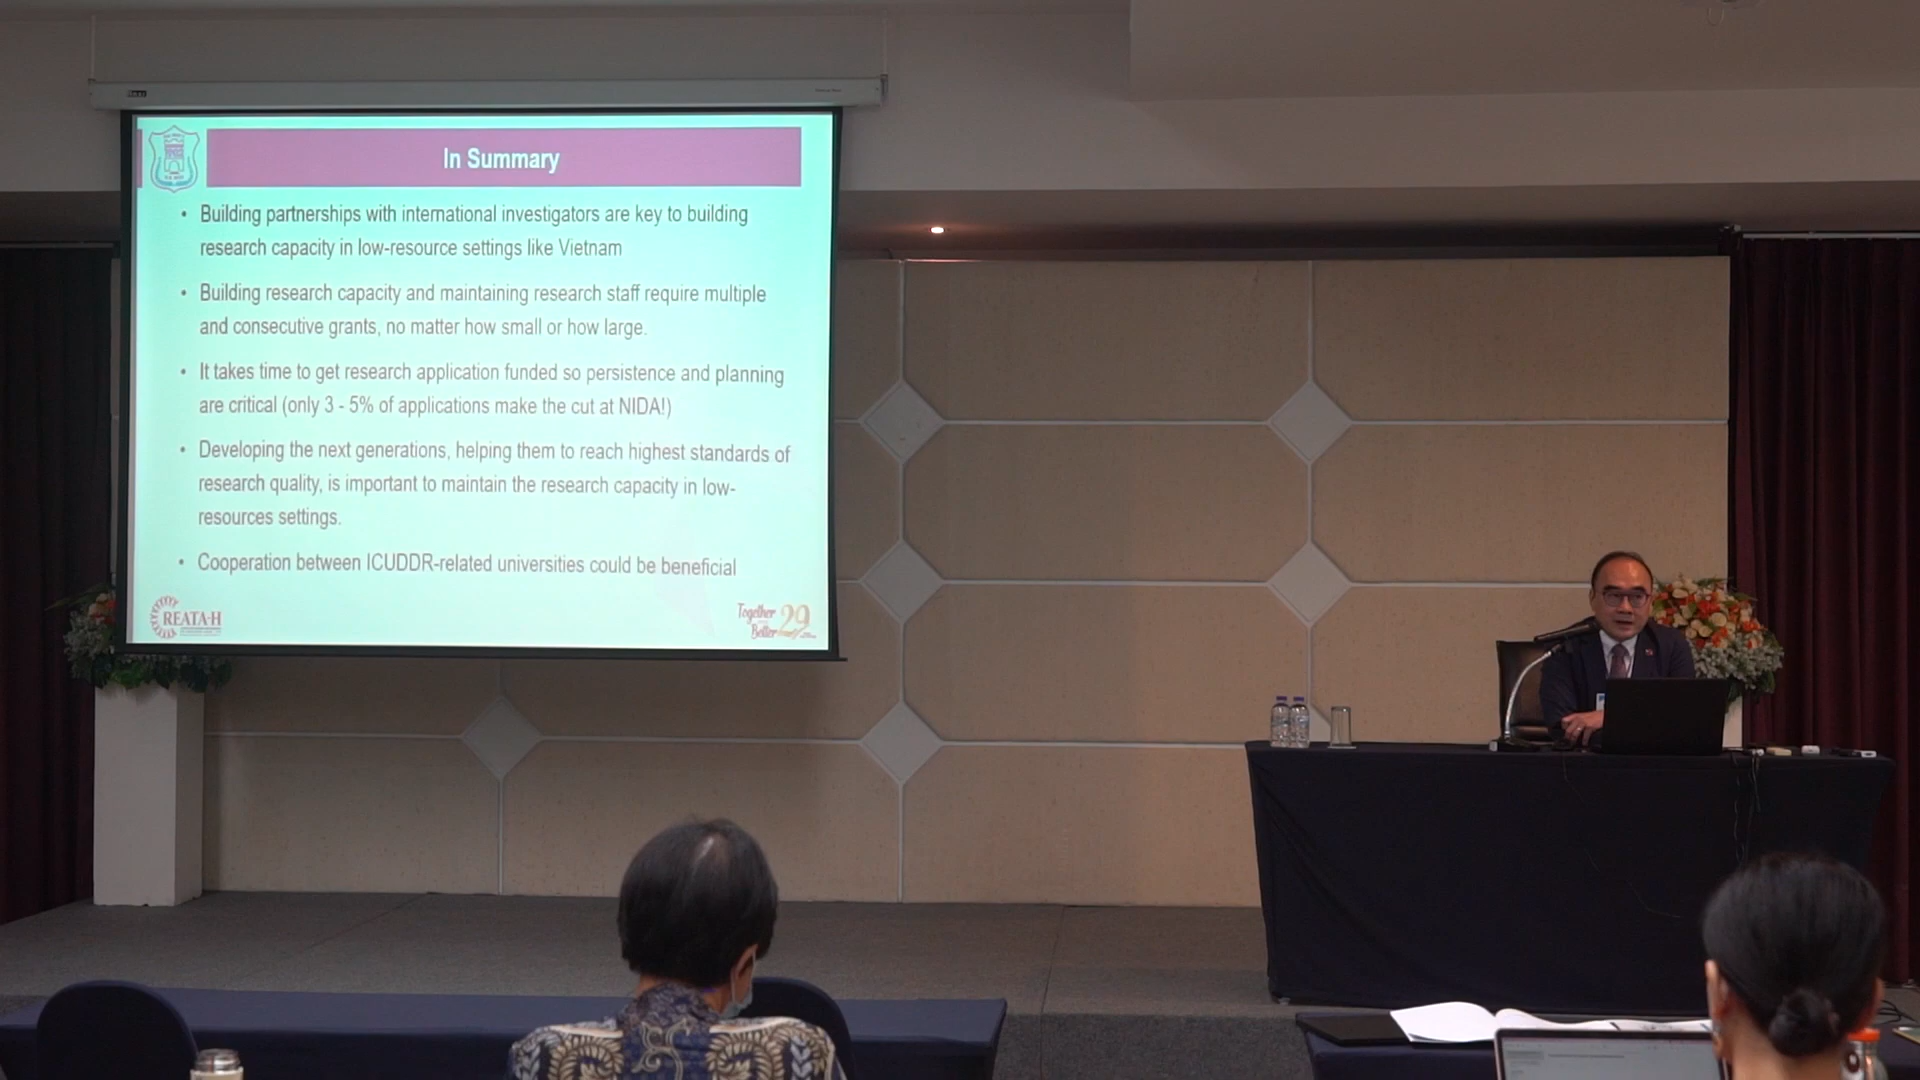 In Summary
• Building partnerships with international investigators are key to building
research capacity in low-resource settings like Vietnam
• Building research capacity and maintaining research staff require multiple
and consecutive grants, no matter how small or how large.
• It takes time to get research application funded so persistence and planning
are critical (only 3 - 5% of applications make the cut at NIDA!)
• Developing the next generations, helping them to reach highest standards of
research quality, is important to maintain the research capacity in low-
resources settings.
• Cooperation between ICUDDR-related universities could be beneficial
REATA-H
Together
Better
29